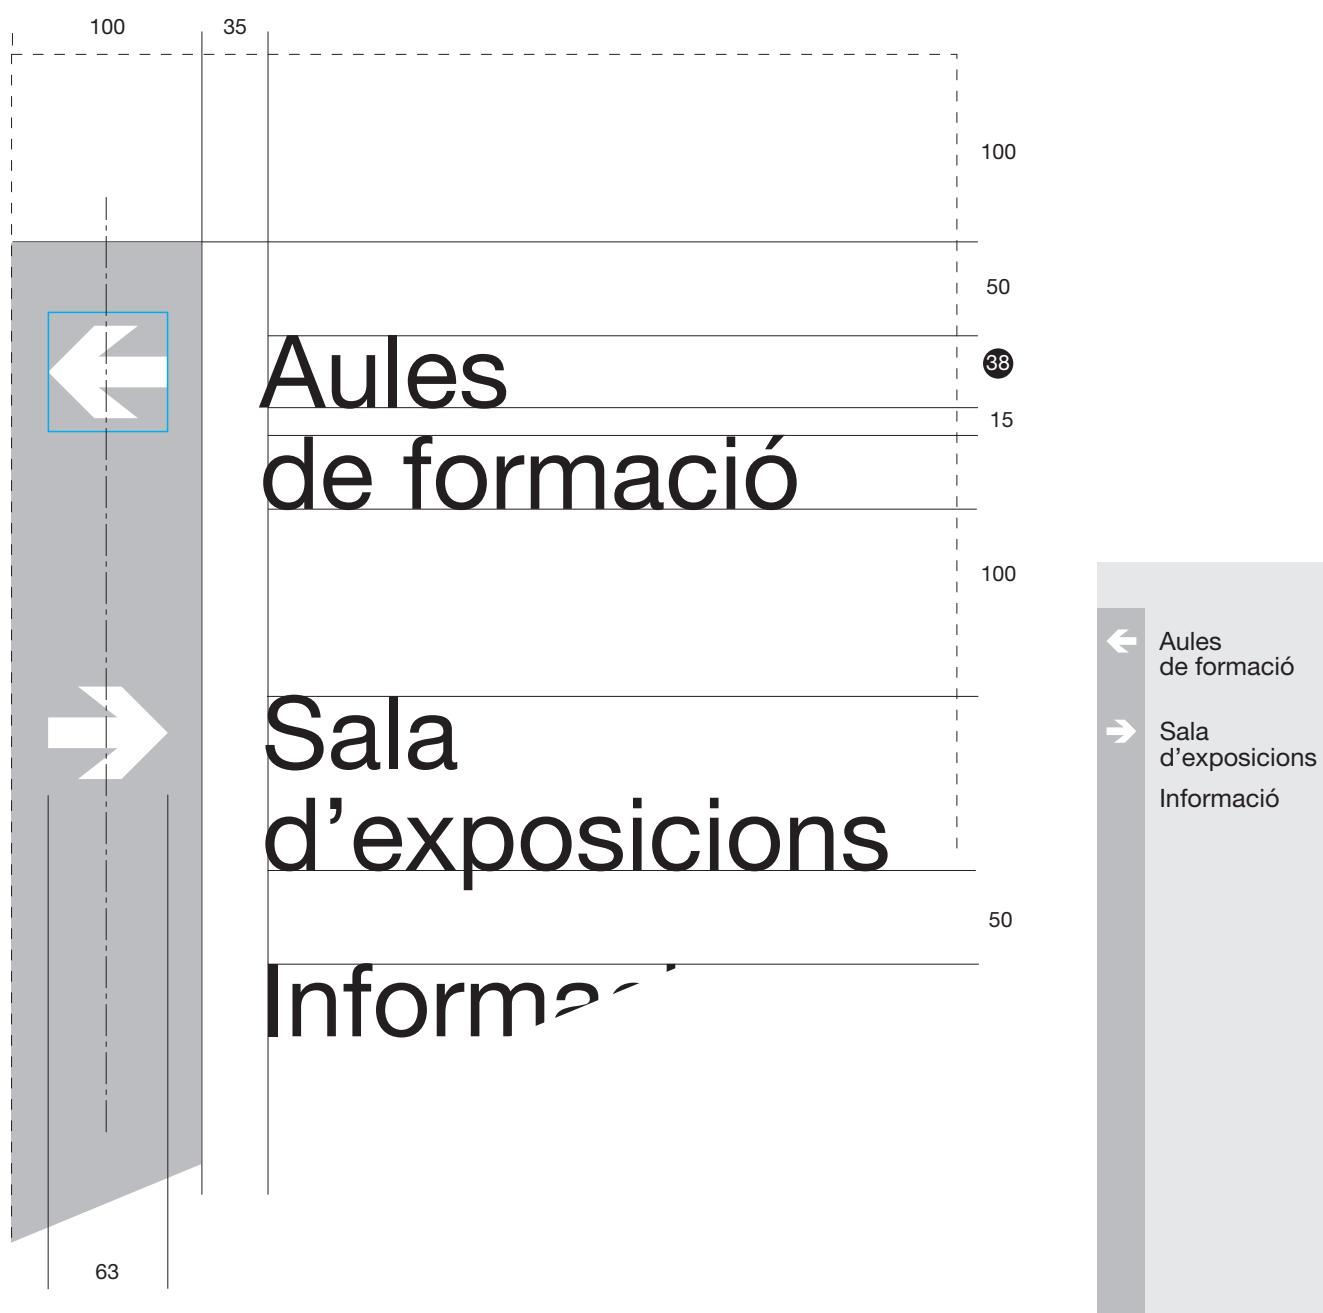 100 35
100
50
Aules
38
15
de formació
100
Sala
d’exposicions
50
63
Aules
de formació
Sala
d’exposicions
Informació